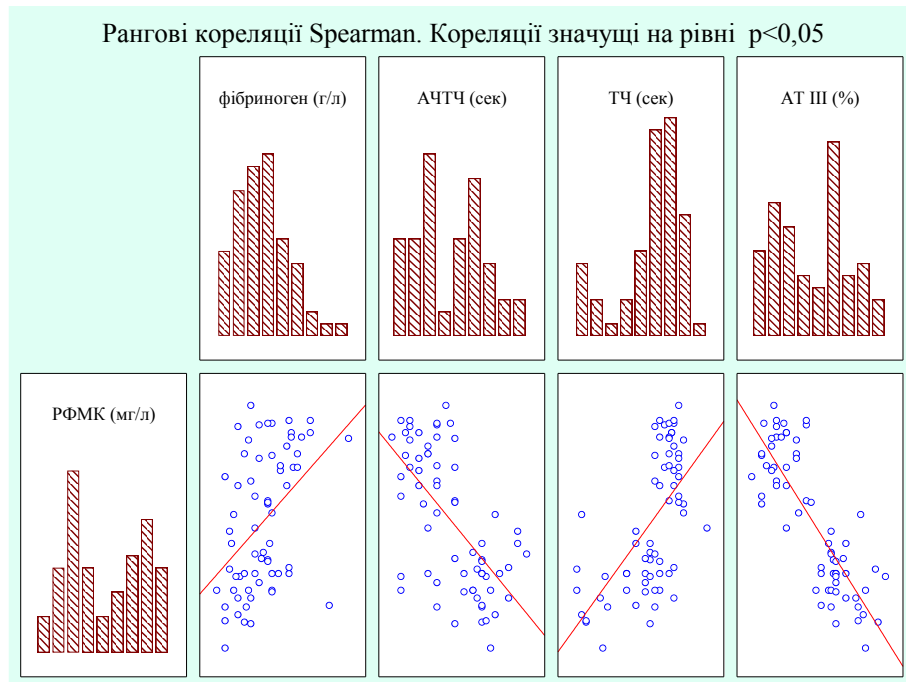 Рангові кореляції Spearman. Кореляції значущі на рівні p<0,05
фібриноген (г/л)
АЧТЧ (сек)
ТЧ (сек)
АТ III (%)
РФМК (мг/л)